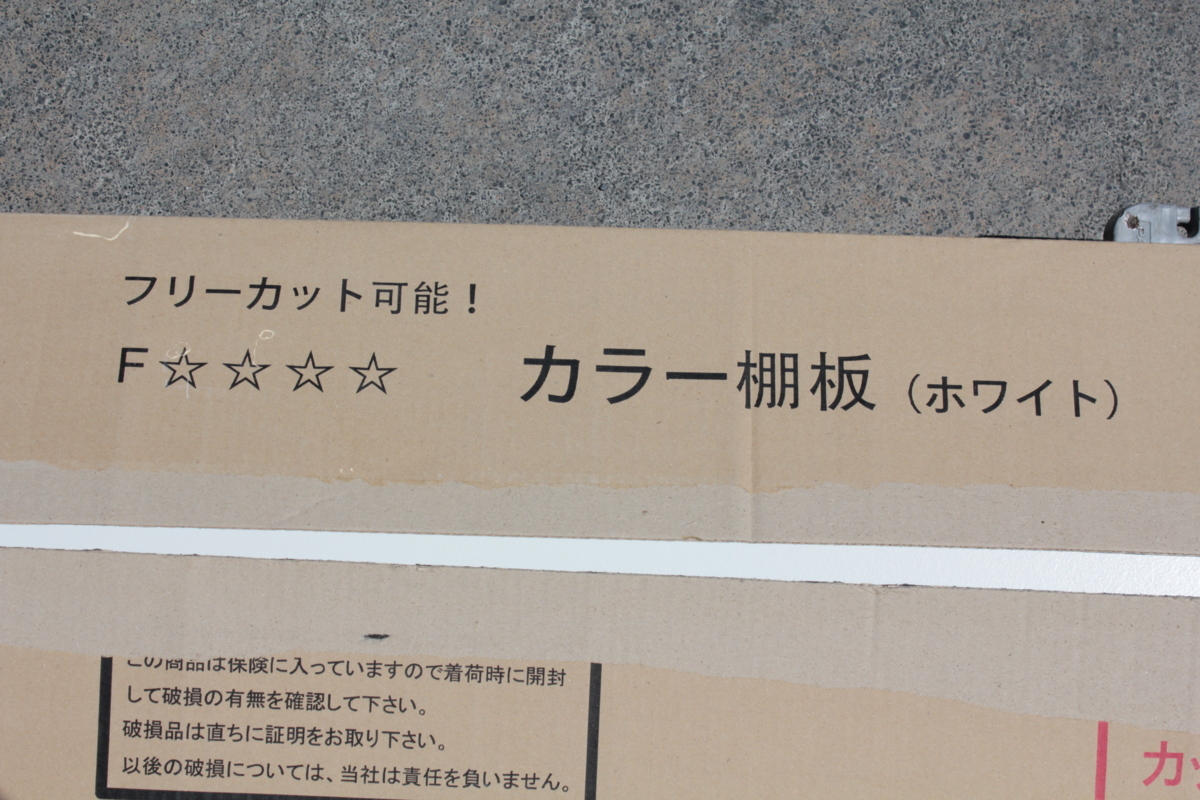 フリーカット可能！
F☆☆☆☆ カラー棚板（ホワイト）
この商品は保険に入っていますので着荷時に開封
して破損の有無を確認して下さい。
破損品は直ちに証明をお取り下さい。
以後の破損については、当社は責任を負いません。
カッ